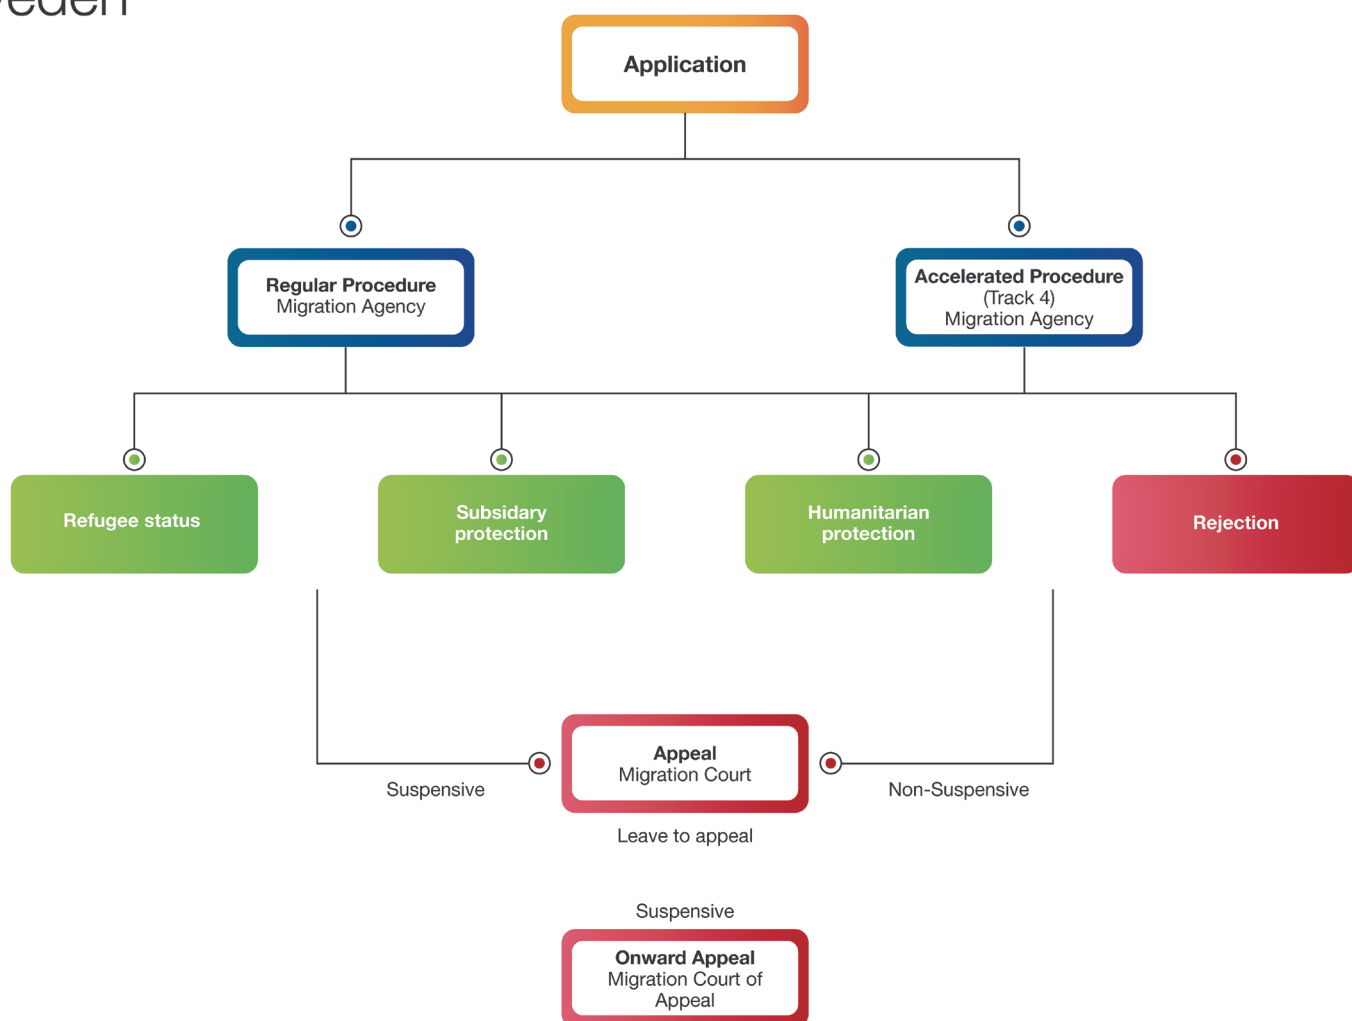 Application
Regular Procedure
Migration Agency
Accelerated Procedure
(Track 4)
Migration Agency
Refugee status
Subsidary
protection
Humanitarian
protection
Rejection
Appeal
Migration Court
Suspensive
Non-Suspensive
Leave to appeal
Suspensive
Onward Appeal
Migration Court of
Appeal